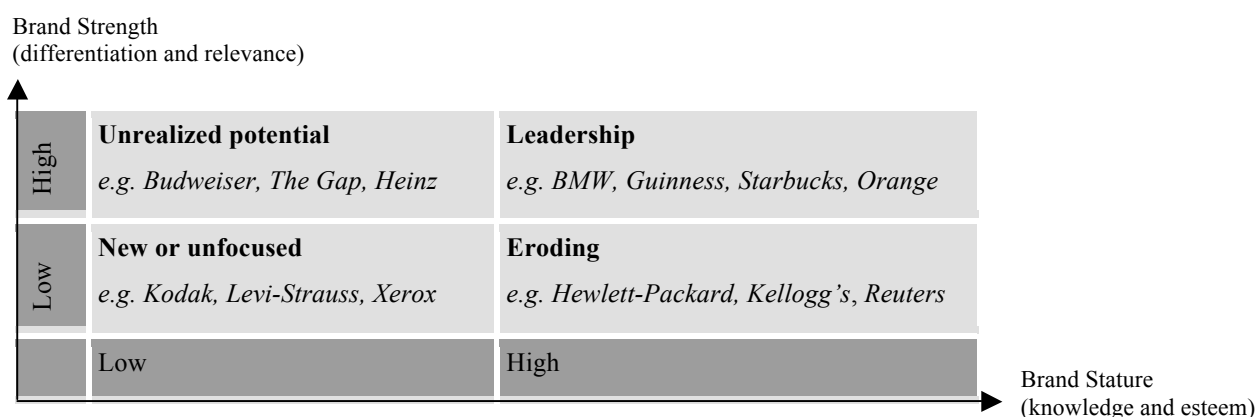 Brand Strength
(differentiation and relevance)
High
Unrealized potential
e.g. Budweiser, The Gap, Heinz
Leadership
e.g. BMW, Guinness, Starbucks, Orange
Low
New or unfocused
e.g. Kodak, Levi-Strauss, Xerox
Eroding
e.g. Hewlett-Packard, Kellogg’s, Reuters
Low
High
Brand Stature
(knowledge and esteem)